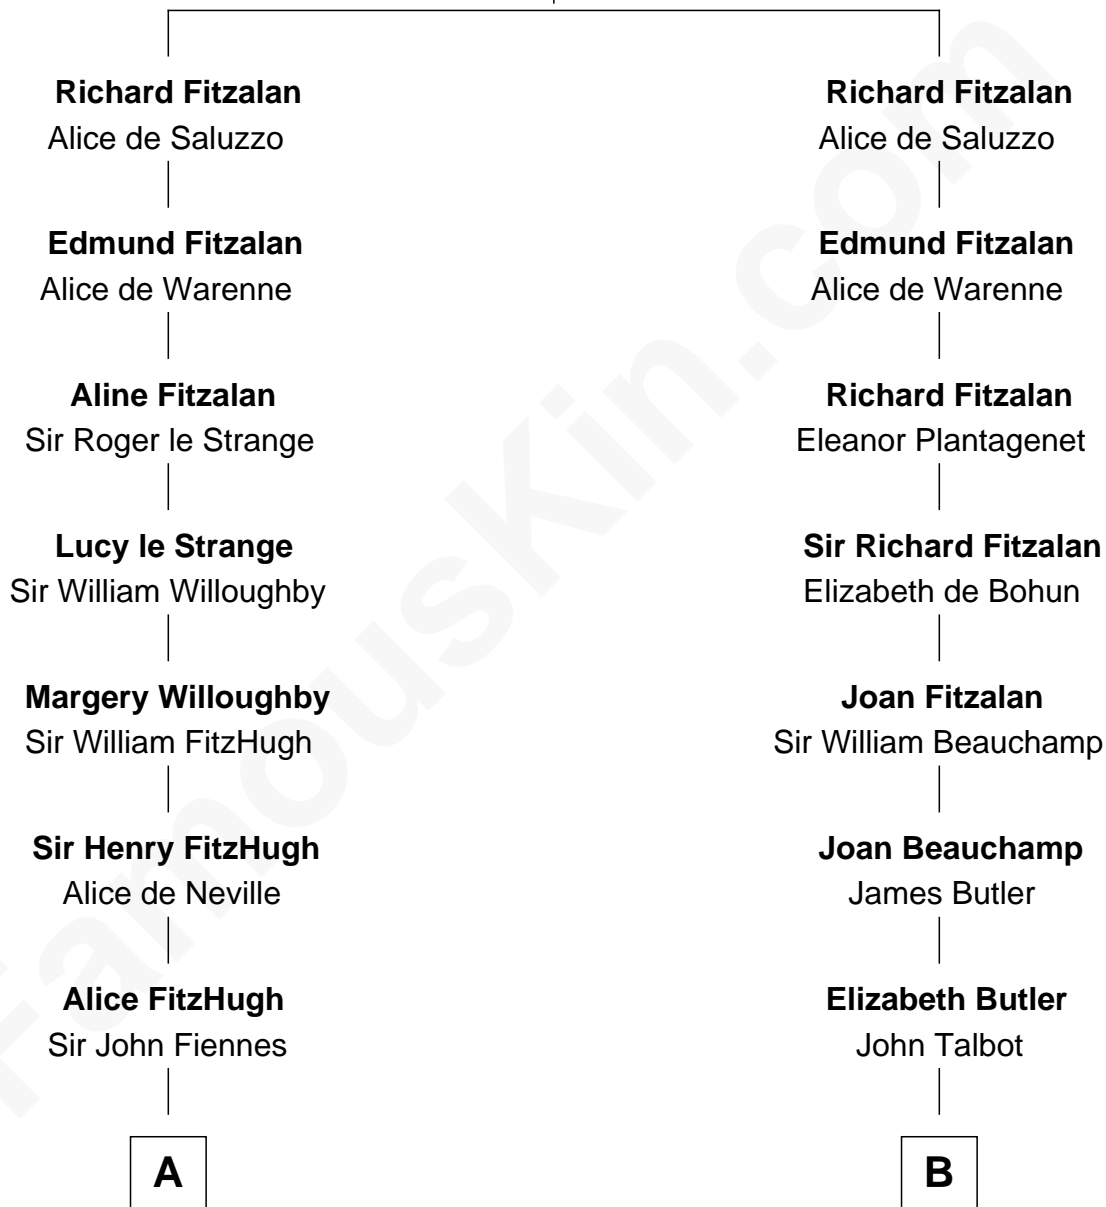 Richard Fitzalan
Alice de Saluzzo
Edmund Fitzalan
Alice de Warenne
Aline Fitzalan
Sir Roger le Strange
Lucy le Strange
Sir William Willoughby
Margery Willoughby
Sir William FitzHugh
Sir Henry FitzHugh
Alice de Neville
Alice FitzHugh
Sir John Fiennes
A
Richard Fitzalan
Alice de Saluzzo
Edmund Fitzalan
Alice de Warenne
Richard Fitzalan
Eleanor Plantagenet
Sir Richard Fitzalan
Elizabeth de Bohun
Joan Fitzalan
Sir William Beauchamp
Joan Beauchamp
James Butler
Elizabeth Butler
John Talbot
B
FamousKin.com